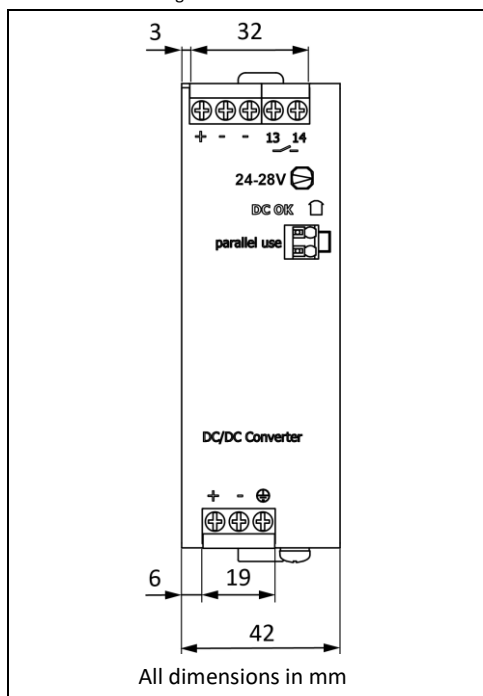 3 32
+ - - 13 14
24-28V
DC OK
parallel use
DC/DC Converter
+ -
6 19
42
All dimensions in mm